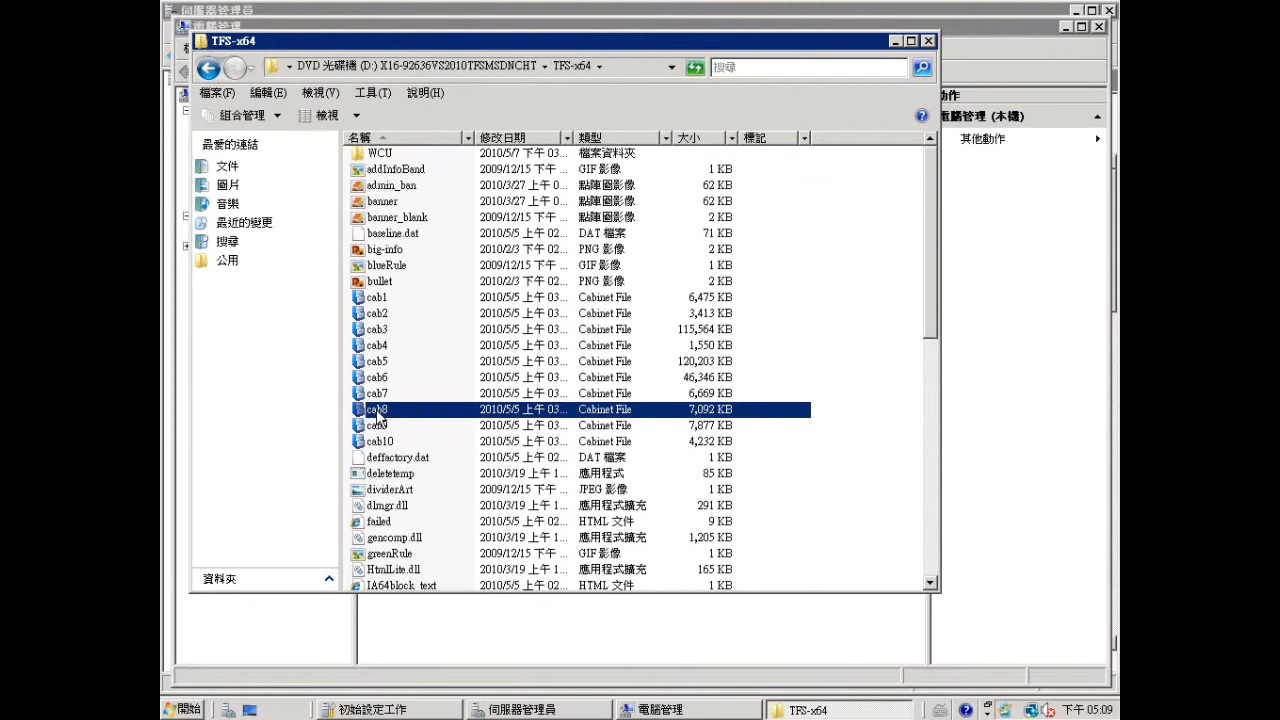 伺服器管理員
電腦管理
TFS-x64
DVD 光碟機 (D:) X16-92636VS2010TFSMSDNCHT TFS-x64
搜尋
檔案(F) 編輯(E) 檢視(V) 工具(T) 說明(H)
組合管理 檢視
最愛的連結
文件
圖片
音樂
最近的變更
搜尋
公用
資料夾
名稱 修改日期 類型 大小 標記
WCU 2010/5/7 下午 03... 檔案資料夾
addInfoBand 2009/12/15 下午 ... GIF 影像 1 KB
admin_ban 2010/3/27 上午 0... 點陣圖影像 62 KB
banner 2010/3/27 上午 0... 點陣圖影像 62 KB
banner_blank 2009/12/15 下午 ... 點陣圖影像 2 KB
baseline.dat 2010/5/5 上午 02... DAT 檔案 71 KB
big-info 2010/2/3 下午 02... PNG 影像 2 KB
blueRule 2009/12/15 下午 ... GIF 影像 1 KB
bullet 2010/2/3 下午 02... PNG 影像 2 KB
cab1 2010/5/5 上午 03... Cabinet File 6,475 KB
cab2 2010/5/5 上午 03... Cabinet File 3,413 KB
cab3 2010/5/5 上午 03... Cabinet File 115,564 KB
cab4 2010/5/5 上午 03... Cabinet File 1,550 KB
cab5 2010/5/5 上午 03... Cabinet File 120,203 KB
cab6 2010/5/5 上午 03... Cabinet File 46,346 KB
cab7 2010/5/5 上午 03... Cabinet File 6,669 KB
cab8 2010/5/5 上午 03... Cabinet File 7,092 KB
cab9 2010/5/5 上午 03... Cabinet File 7,877 KB
cab10 2010/5/5 上午 03... Cabinet File 4,232 KB
deffactory.dat 2010/5/5 上午 02... DAT 檔案 1 KB
deletetemp 2010/3/19 上午 1... 應用程式 85 KB
dividerArt 2009/12/15 下午 ... JPEG 影像 1 KB
dlmgr.dll 2010/3/19 上午 1... 應用程式擴充 291 KB
failed 2010/5/5 上午 02... HTML 文件 9 KB
gencomp.dll 2010/3/19 上午 1... 應用程式擴充 1,205 KB
greenRule 2009/12/15 下午 ... GIF 影像 1 KB
HtmlLite.dll 2010/3/19 上午 1... 應用程式擴充 165 KB
IA64block_text 2010/5/5 上午 02... HTML 文件 1 KB
動作
電腦管理 (本機)
其他動作
開始 初始設定工作 伺服器管理員 電腦管理 TFS-x64 下午 05:09